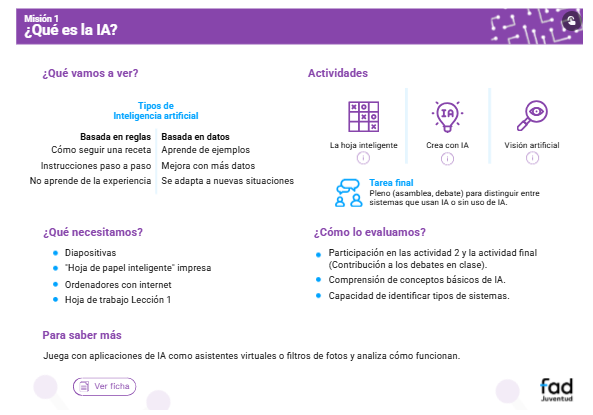 Misión 1
¿Qué es la IA?
¿Qué vamos a ver?
Tipos de
Inteligencia artificial
Basada en reglas
Cómo seguir una receta
Instrucciones paso a paso
No aprende de la experiencia
Basada en datos
Aprende de ejemplos
Mejora con más datos
Se adapta a nuevas situaciones
Actividades
La hoja inteligente
Crea con IA
Visión artificial
IA
Tarea final
Pleno (asamblea, debate) para distinguir entre
sistemas que usan IA o sin uso de IA.
¿Qué necesitamos?
Diapositivas
"Hoja de papel inteligente" impresa
Ordenadores con internet
Hoja de trabajo Lección 1
¿Cómo lo evaluamos?
Participación en las actividad 2 y la actividad final
(Contribución a los debates en clase).
Comprensión de conceptos básicos de IA.
Capacidad de identificar tipos de sistemas.
Para saber más
Juega con aplicaciones de IA como asistentes virtuales o filtros de fotos y analiza cómo funcionan.
Ver ficha
fad
Juventud